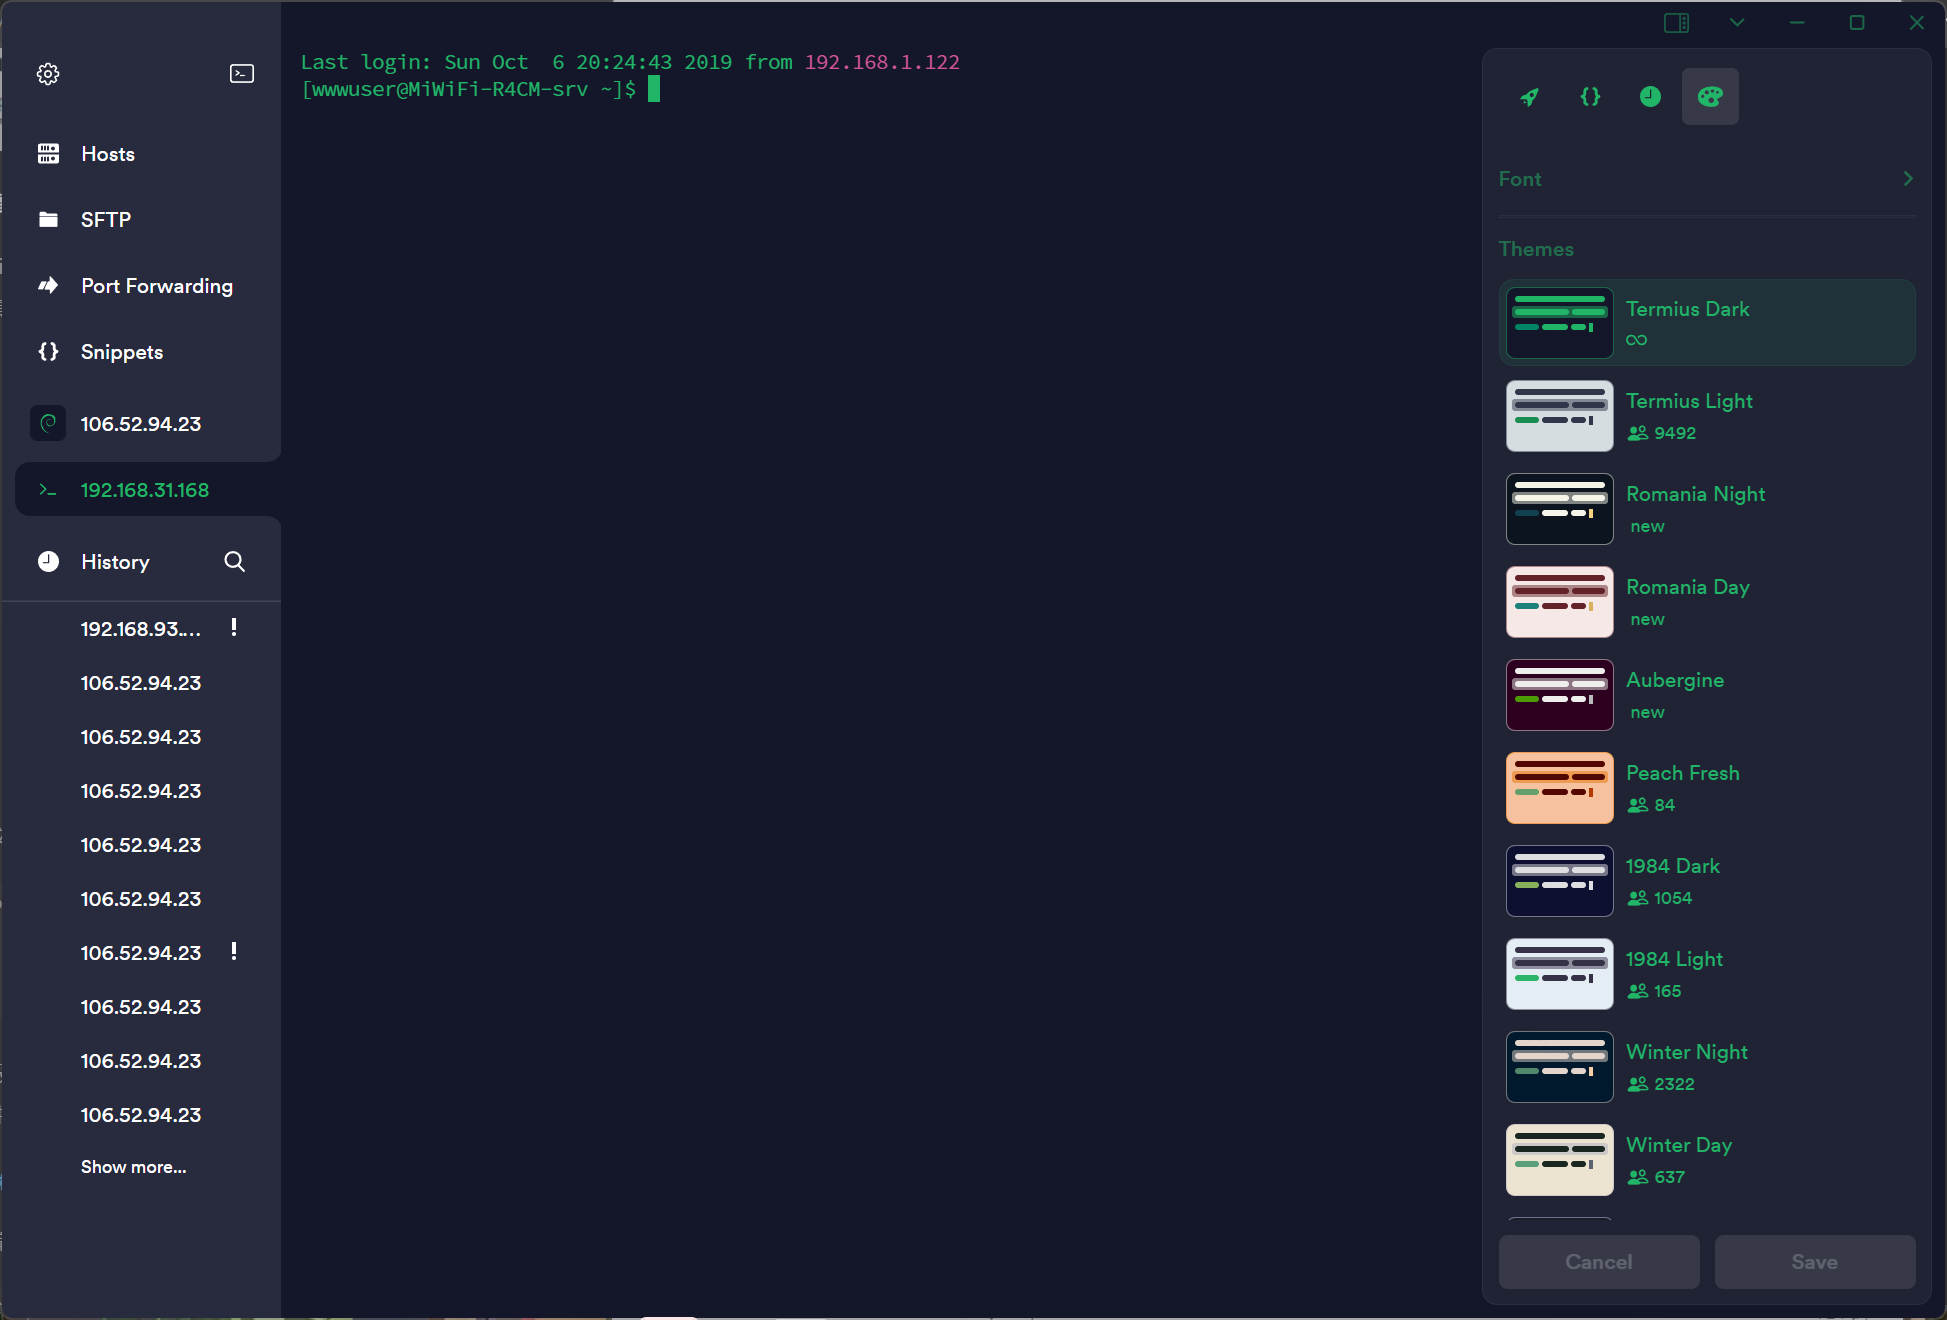 Hosts
SFTP
Port Forwarding
Snippets
106.52.94.23
192.168.31.168
History
192.168.93.... !
106.52.94.23
106.52.94.23
106.52.94.23
106.52.94.23
106.52.94.23
106.52.94.23 !
106.52.94.23
106.52.94.23
106.52.94.23
Show more...
Last login: Sun Oct  6 20:24:43 2019 from 192.168.1.122
[wwwuser@MiWiFi-R4CM-srv ~]$
Font
Themes
Termius Dark
∞
Termius Light
9492
Romania Night
new
Romania Day
new
Aubergine
new
Peach Fresh
84
1984 Dark
1054
1984 Light
165
Winter Night
2322
Winter Day
637
Cancel
Save